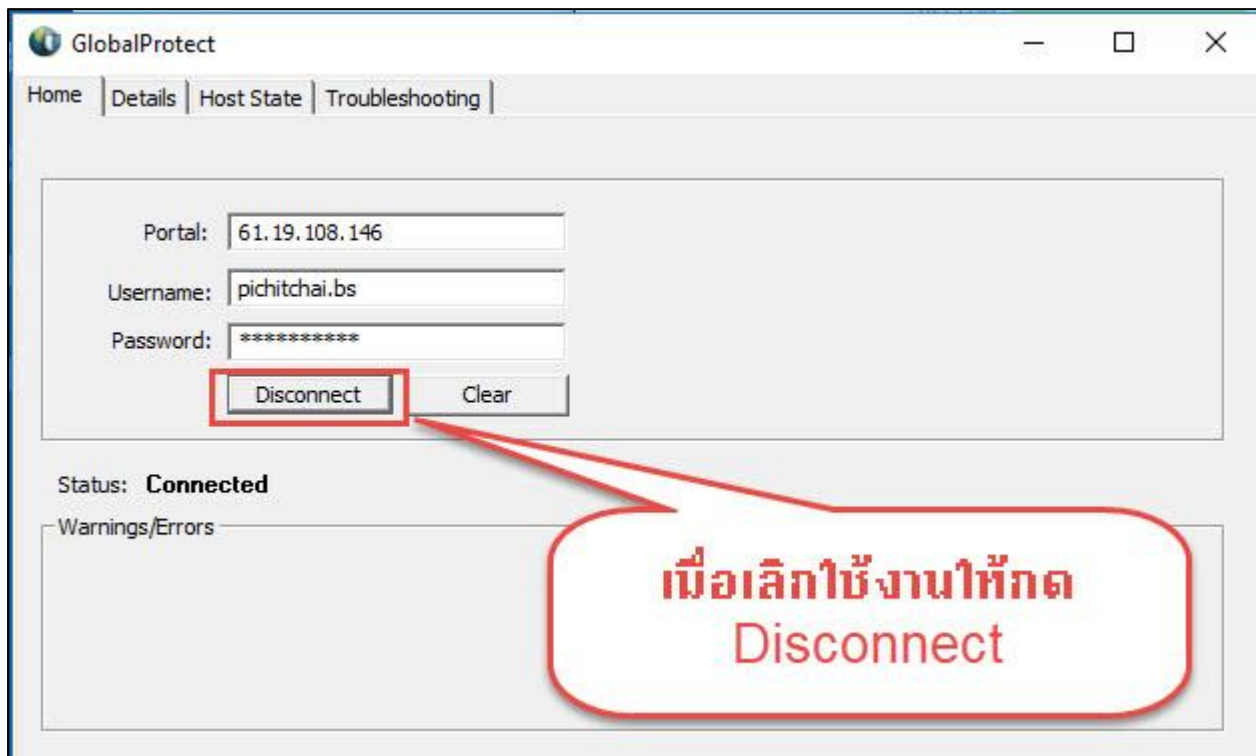 GlobalProtect
Home Details Host State Troubleshooting
Portal: 61.19.108.146
Username: pichitchai.bs
Password: **********
Disconnect Clear
Status: Connected
Warnings/Errors
เมื่อเลิกใช้งานให้กด
Disconnect